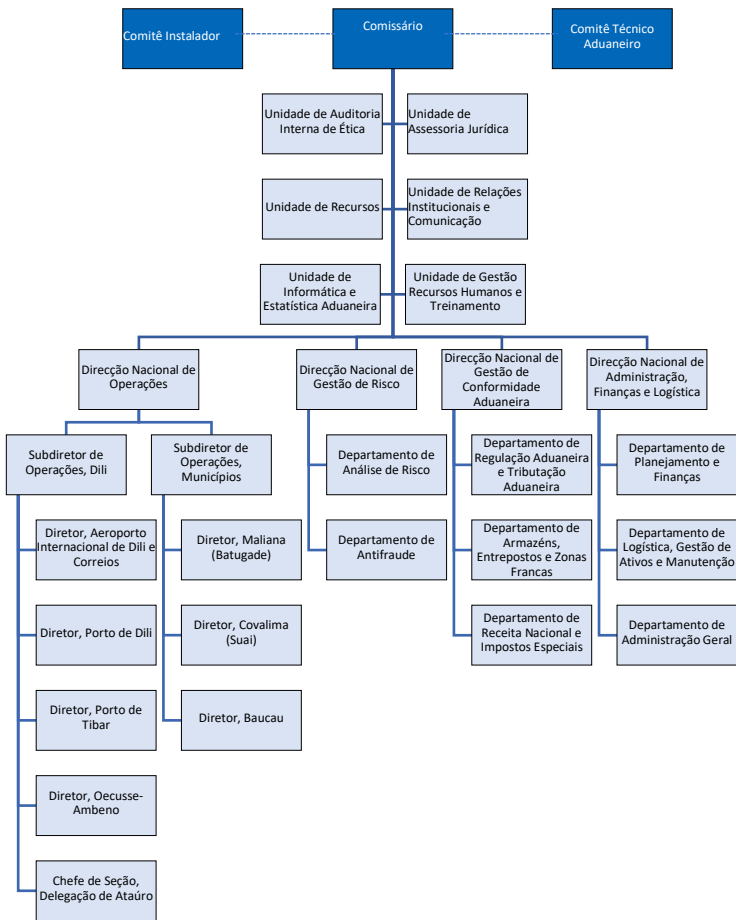 Comitê Instalador
Comissário
Comitê Técnico
Aduaneiro
Unidade de Auditoria
Interna de Ética
Unidade de
Assessoria Jurídica
Unidade de Recursos
Unidade de Relações
Institucionais e
Comunicação
Unidade de
Informática e
Estatística Aduaneira
Unidade de Gestão
Recursos Humanos e
Treinamento
Direcção Nacional de
Operações
Direcção Nacional de
Gestão de Risco
Direcção Nacional de
Gestão de
Conformidade
Aduaneira
Direcção Nacional de
Administração,
Finanças e Logística
Subdiretor de
Operações, Dili
Subdiretor de
Operações,
Municípios
Departamento de
Análise de Risco
Departamento de
Regulação Aduaneira
e Tributação
Aduaneira
Departamento de
Planejamento e
Finanças
Diretor, Aeroporto
Internacional de Dili e
Correios
Diretor, Maliana
(Batugade)
Departamento de
Antifraude
Departamento de
Armazéns,
Entrepostos e Zonas
Francas
Departamento de
Logística, Gestão de
Ativos e Manutenção
Diretor, Porto de Dili
Diretor, Covalima
(Suai)
Departamento de
Receita Nacional e
Impostos Especiais
Departamento de
Administração Geral
Diretor, Porto de
Tibar
Diretor, Baucau
Diretor, Oecusse-
Ambeno
Chefe de Seção,
Delegação de Ataúro